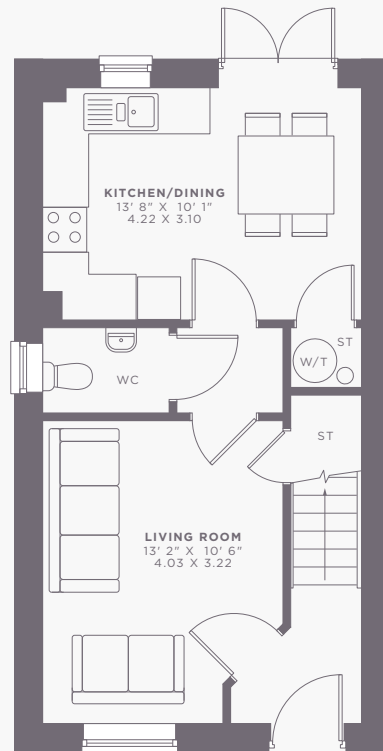 KITCHEN/DINING
13' 8" X 10' 1"
4.22 X 3.10
ST
W/T
WC
ST
LIVING ROOM
13' 2" X 10' 6"
4.03 X 3.22